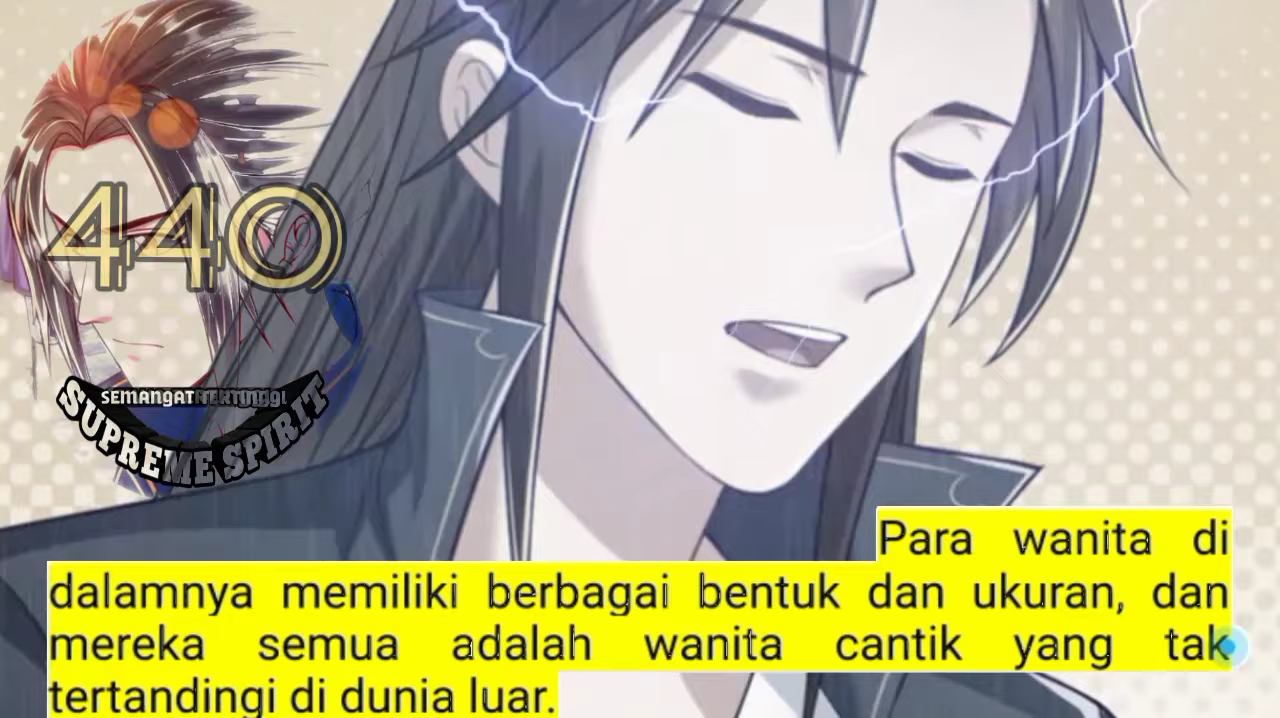 440
SEMANGAT
SUPREME SPIRIT
Para wanita di
dalamnya memiliki berbagai bentuk dan ukuran, dan
mereka semua adalah wanita cantik yang tak
tertandingi di dunia luar.